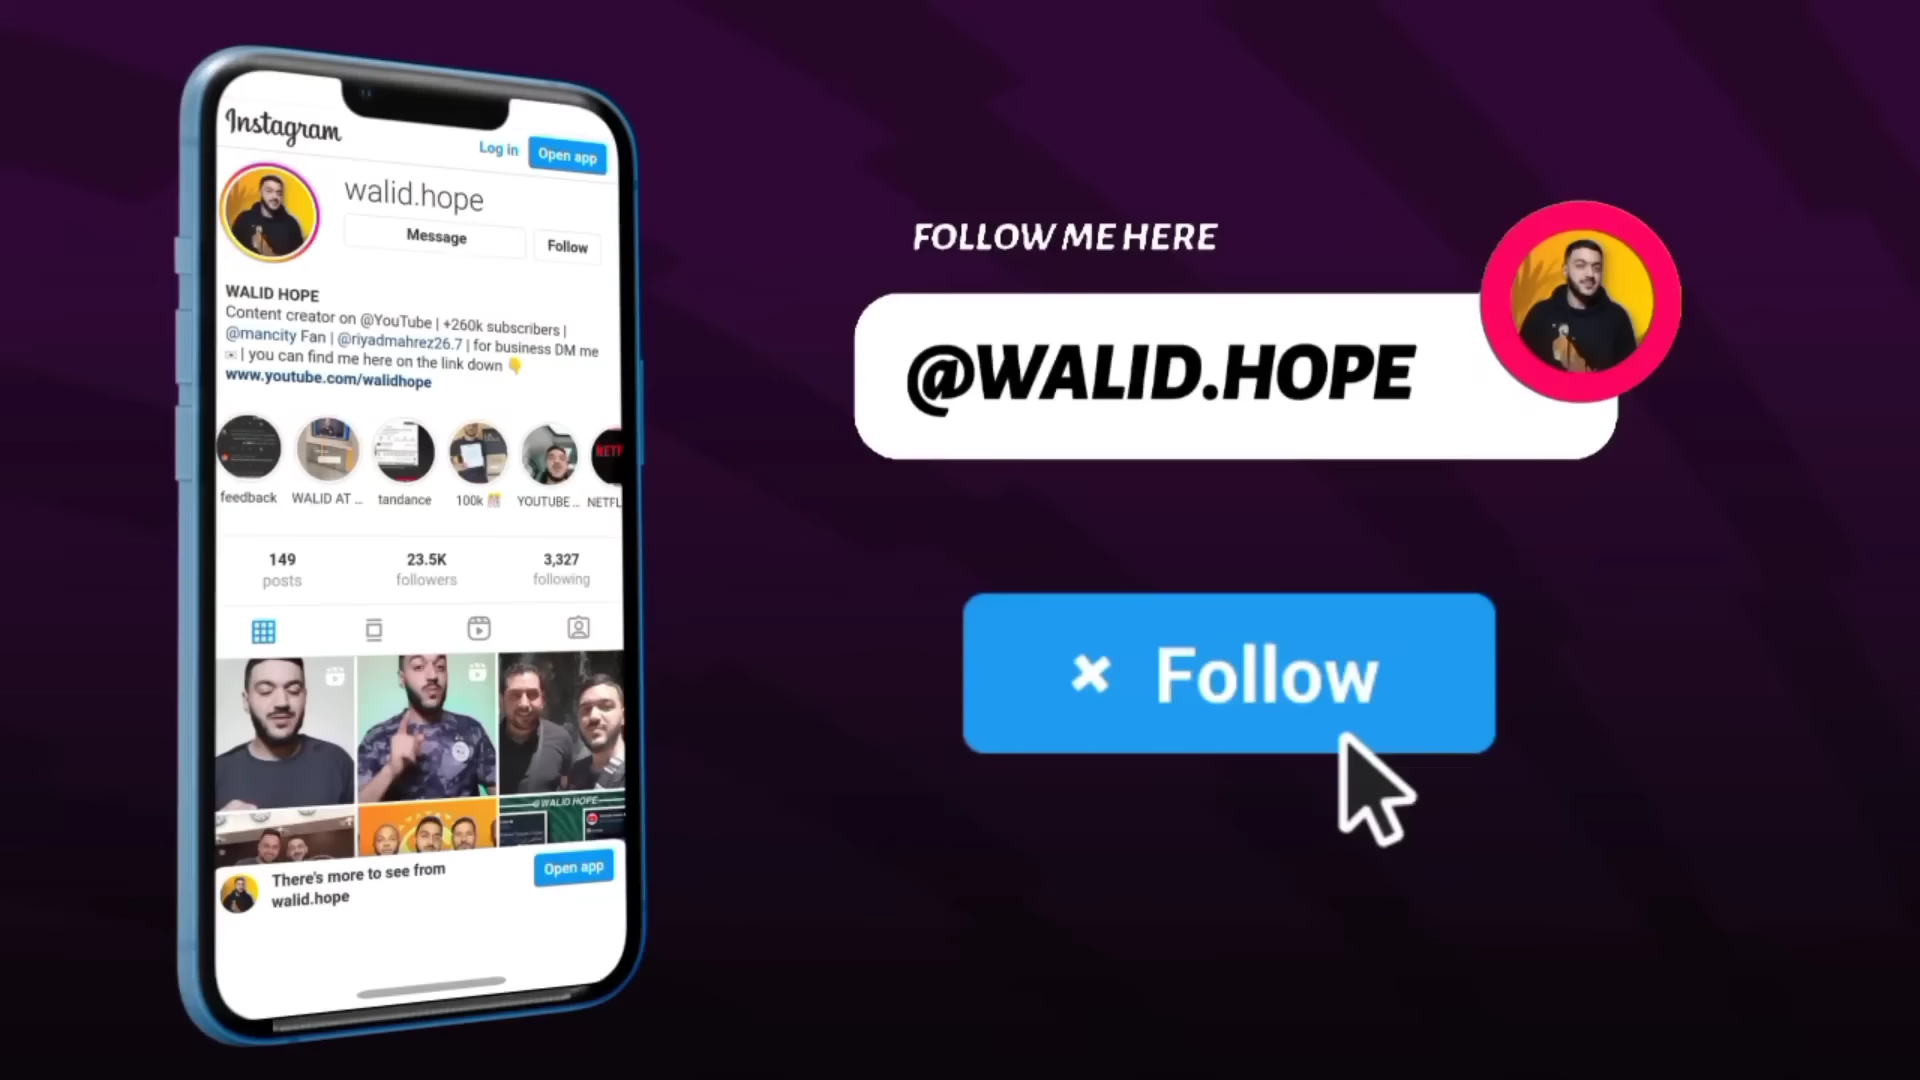 Instagram
Log in
Open app
walid.hope
Message
Follow
WALID HOPE
Content creator on @YouTube | +260k subscribers |
@mancity Fan | @riyadmahrez26.7 | for business DM me
✉️ | you can find me here on the link down 👇
www.youtube.com/walidhope
feedback
WALID AT ...
tandance
100k 🎊
YOUTUBE ...
NETFL
NETF
149
posts
23.5K
followers
3,327
following
@WALID HOPE
There's more to see from
walid.hope
Open app
FOLLOW ME HERE
@WALID.HOPE
Follow